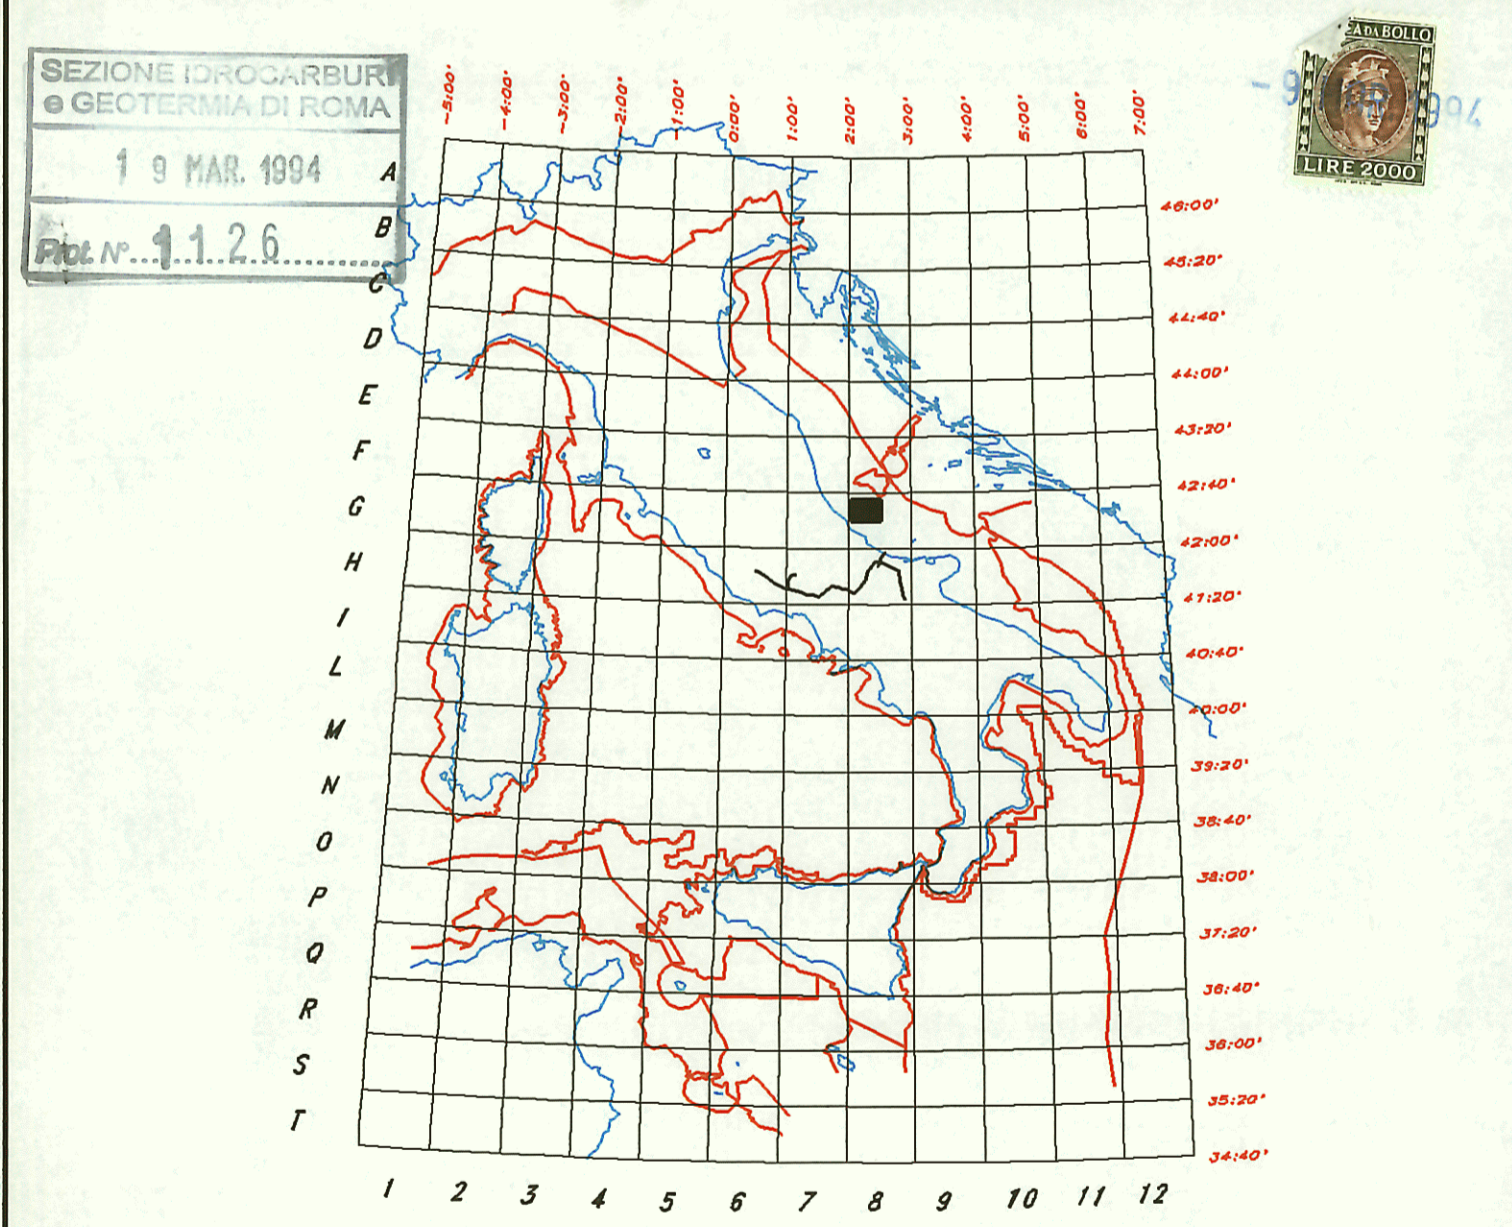 SEZIONE IDROCARBURI
e GEOTERMIA DI ROMA
19 MAR. 1994
Prot. N°...1126............
A DA BOLLO
LIRE 2000
-5:00'
-4:00'
-3:00'
-2:00'
-1:00'
0:00'
1:00'
2:00'
3:00'
4:00'
5:00'
6:00'
7:00'
A
B
C
D
E
F
G
H
I
L
M
N
O
P
Q
R
S
T
46:00'
45:20'
44:40'
44:00'
43:20'
42:40'
42:00'
41:20'
40:40'
40:00'
39:20'
38:40'
38:00'
37:20'
36:40'
36:00'
35:20'
34:40'
1 2 3 4 5 6 7 8 9 10 11 12